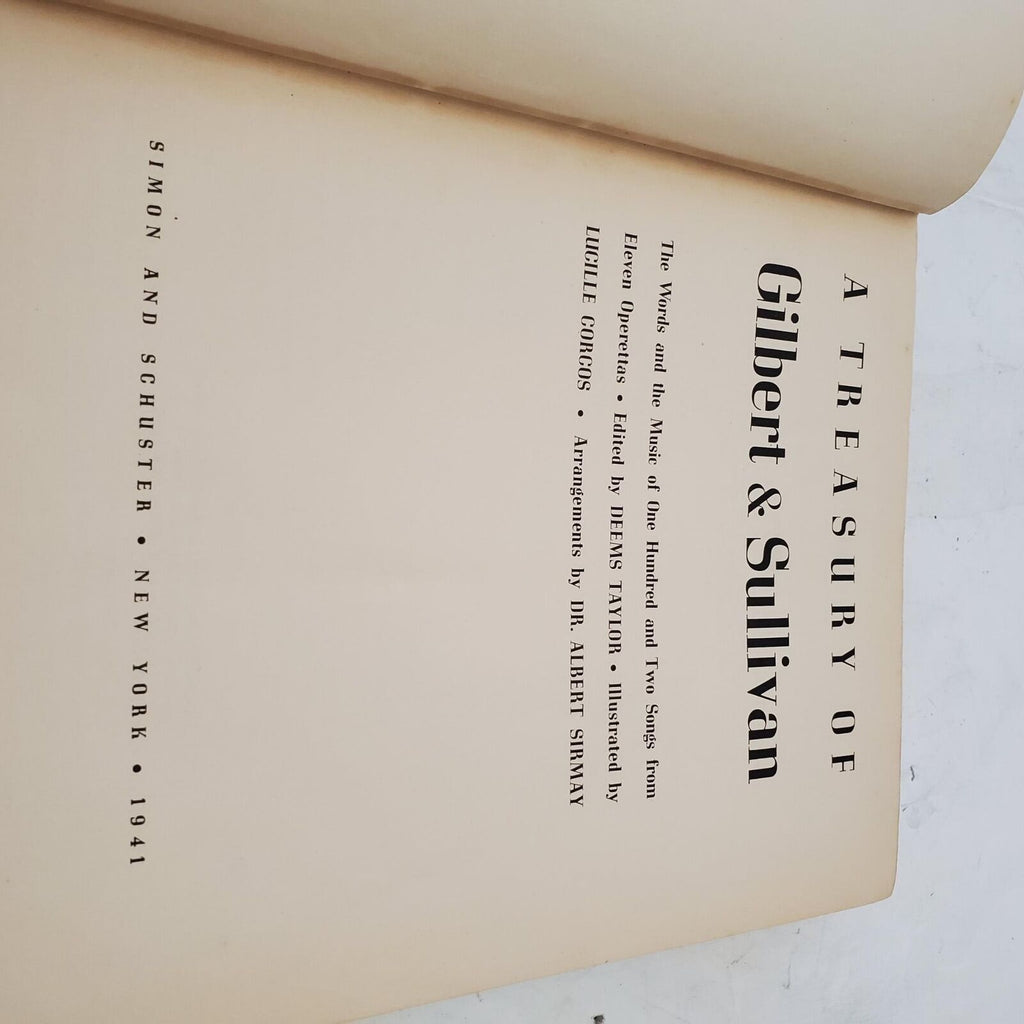 A TREASURY OF
Gilbert & Sullivan
The Words and the Music of One Hundred and Two Songs from
Eleven Operettas • Edited by DEEMS TAYLOR • Illustrated by
LUCILLE CORCOS • Arrangements by DR. ALBERT SIRMAY
SIMON AND SCHUSTER • NEW YORK • 1941